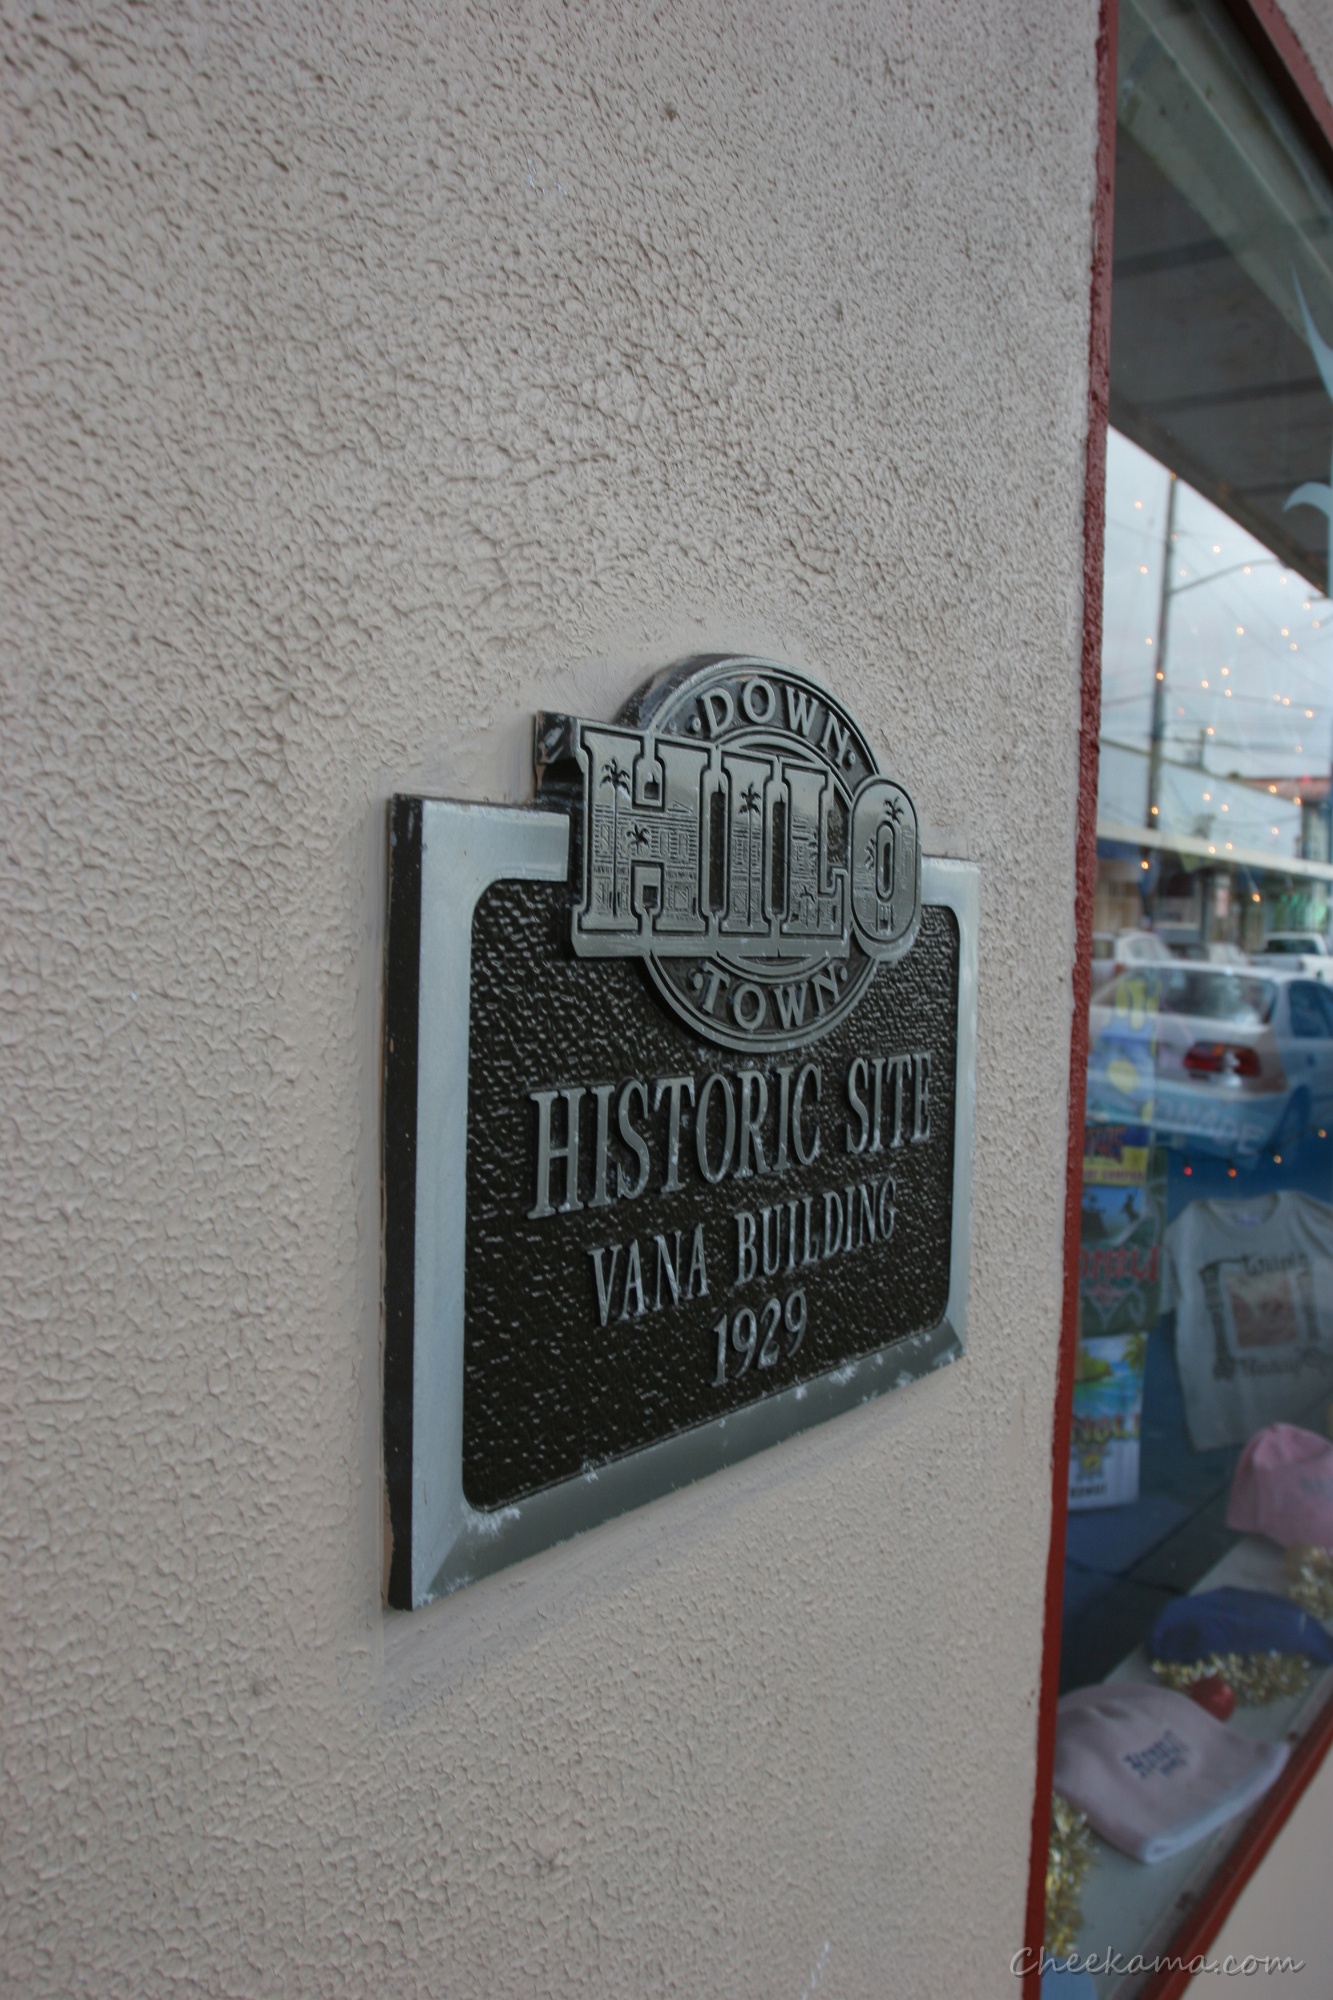 DOWN
HILO
TOWN
HISTORIC SITE
VANA BUILDING
1929
Cheekama.com